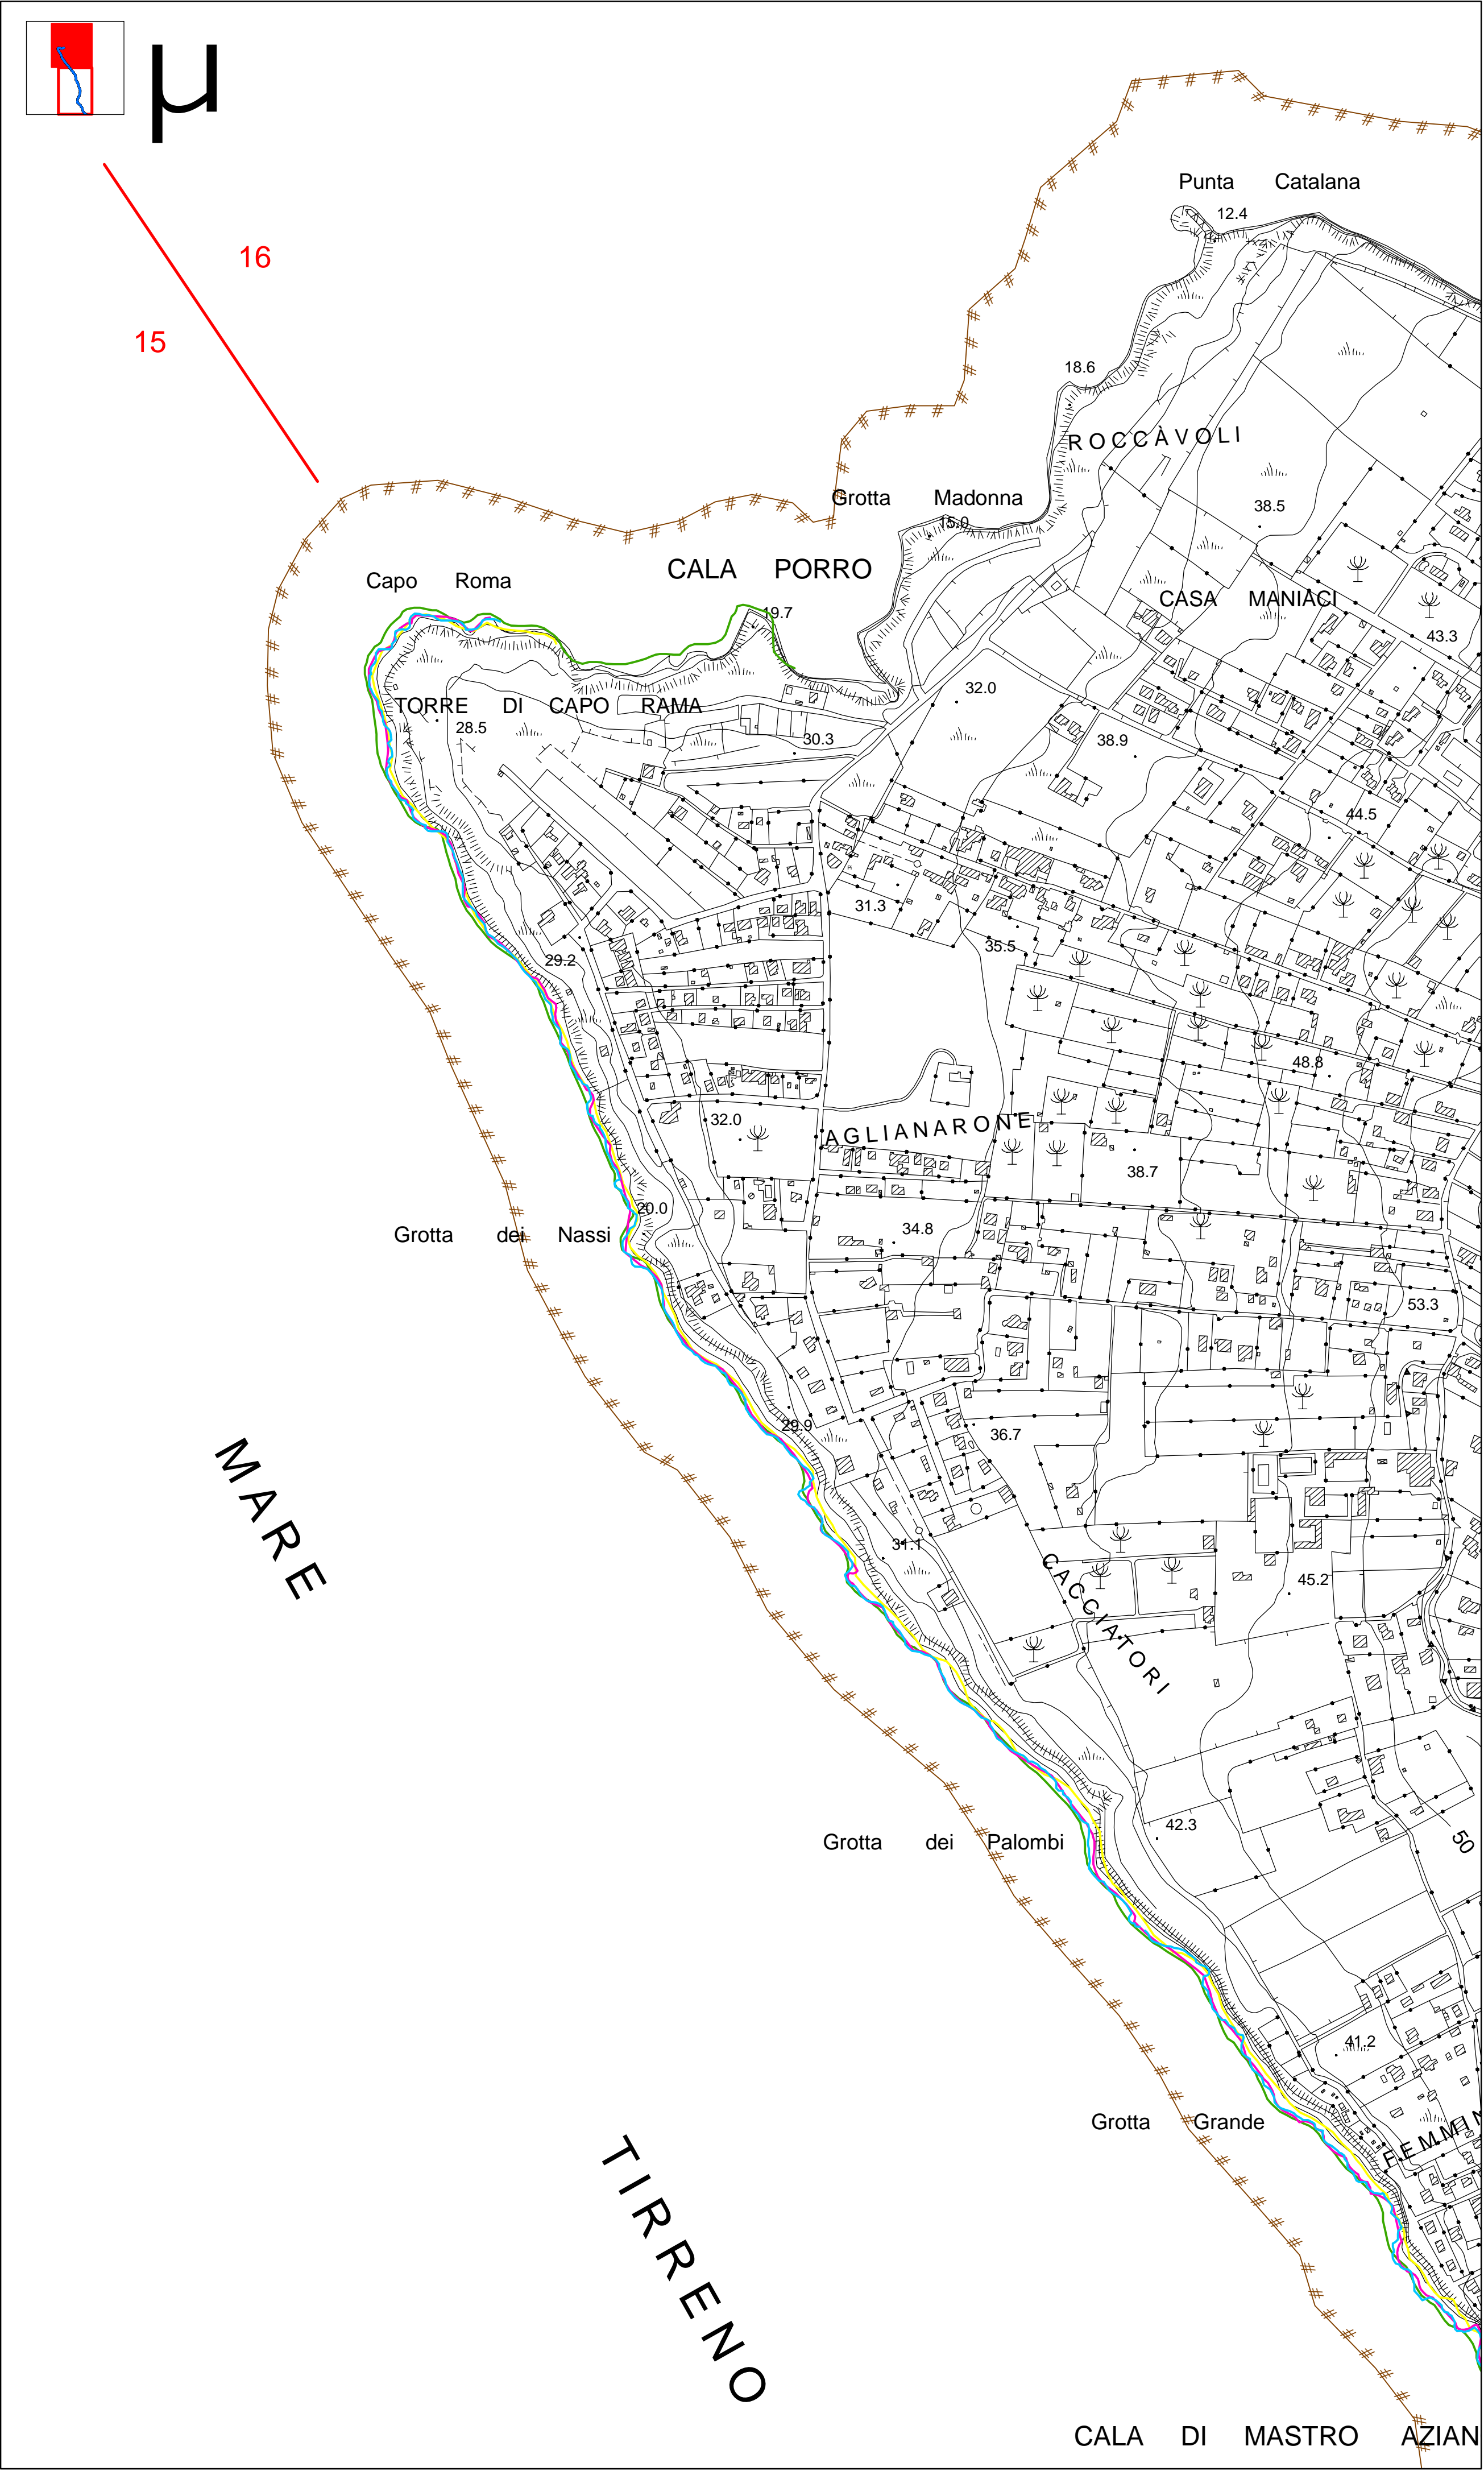 µ
Punta Catalana
12.4
16
15
18.6
ROCCÀVOLI
Grotta Madonna
15.0
38.5
CALA PORRO
Capo Roma
CASA MANIACI
19.7
43.3
32.0
TORRE DI CAPO RAMA
28.5
30.3
38.9
44.5
31.3
35.5
29.2
48.8
32.0
AGLIANARONE
38.7
20.0
34.8
Grotta dei Nassi
53.3
29.9
36.7
MARE
31.1
CACCIATORI
45.2
42.3
50
Grotta dei Palombi
41.2
Grotta Grande
FEMMIN
TIRRENO
CALA DI MASTRO AZIAN